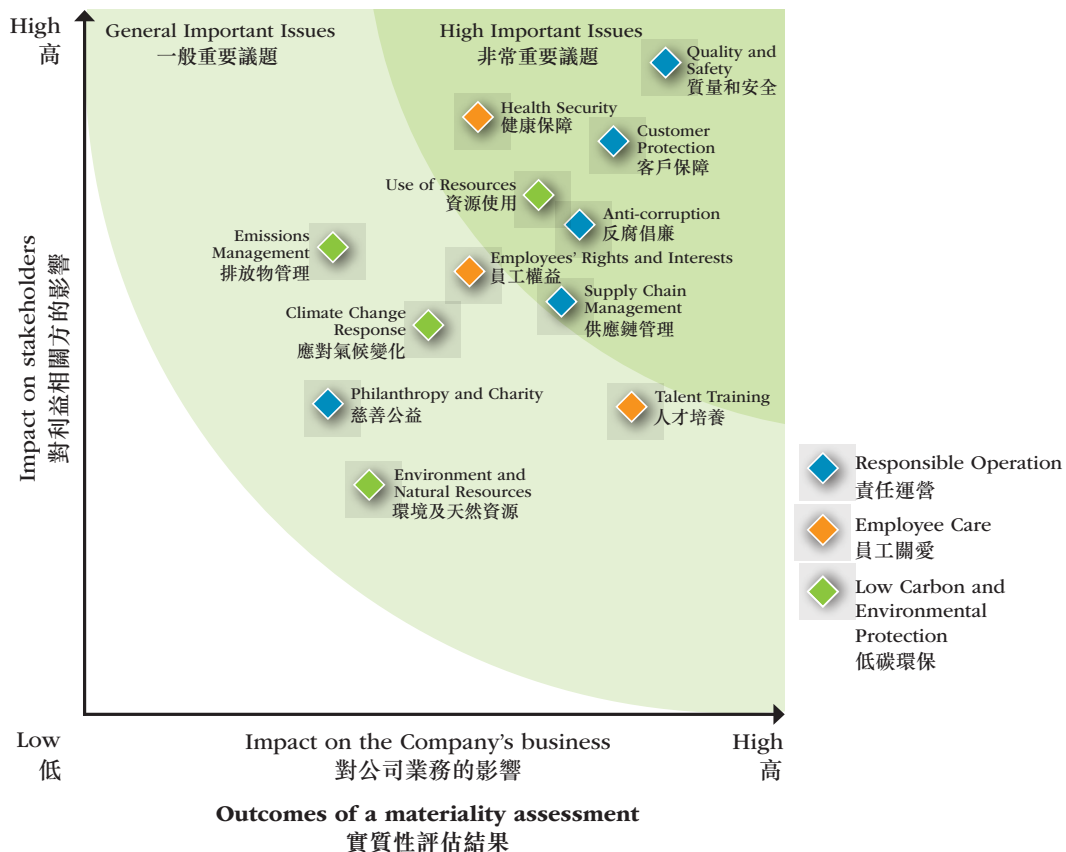 High
高
General Important Issues
一般重要議題
High Important Issues
非常重要議題
Quality and
Safety
質量和安全
Health Security
健康保障
Customer
Protection
客戶保障
Use of Resources
資源使用
Anti-corruption
反腐倡廉
Emissions
Management
排放物管理
Employees' Rights and Interests
員工權益
Supply Chain
Management
供應鏈管理
Climate Change
Response
應對氣候變化
Philanthropy and Charity
慈善公益
Talent Training
人才培養
Environment and
Natural Resources
環境及天然資源
Impact on stakeholders
對利益相關方的影響
Responsible Operation
責任運營
Employee Care
員工關愛
Low Carbon and
Environmental
Protection
低碳環保
Low
低
Impact on the Company's business
對公司業務的影響
High
高
Outcomes of a materiality assessment
實質性評估結果